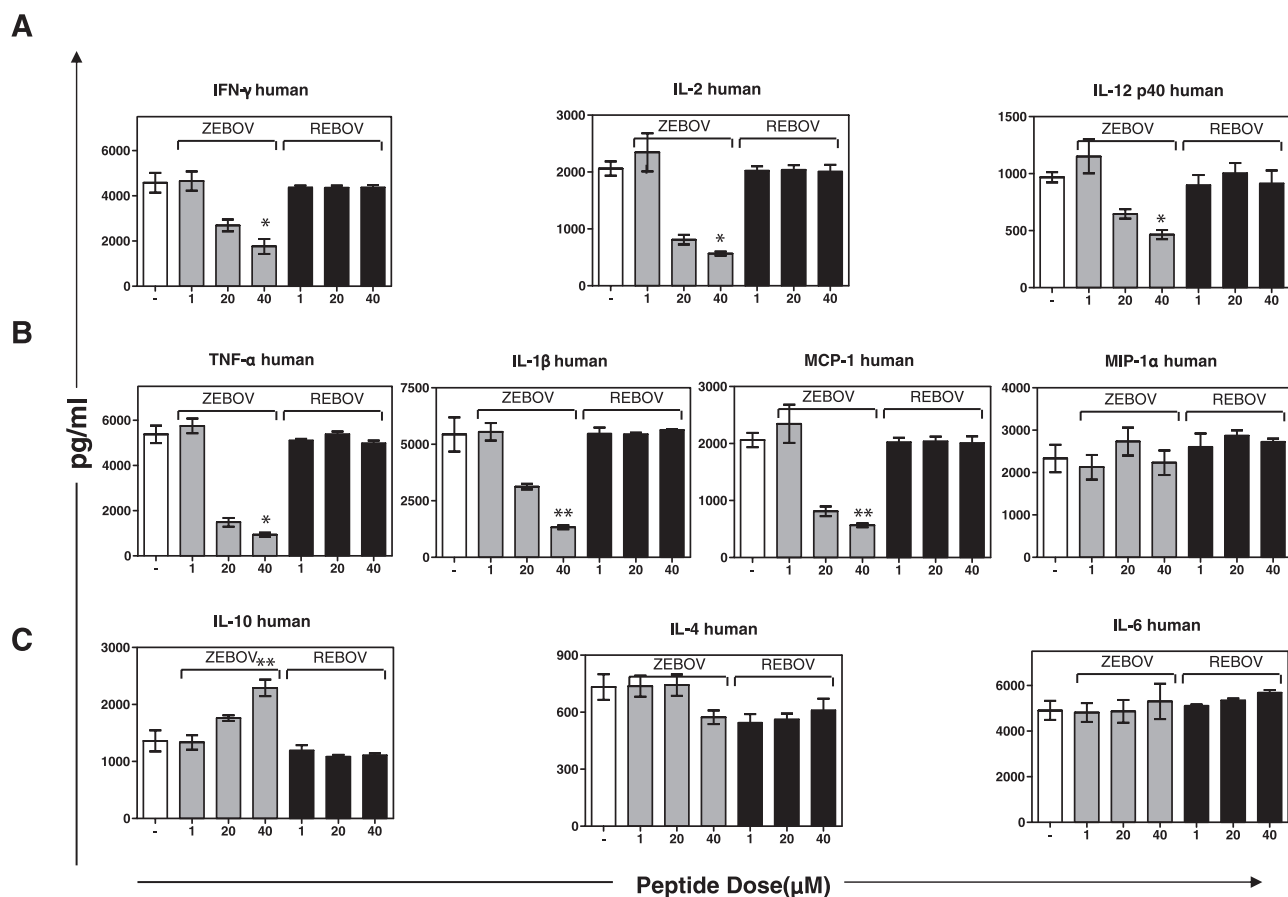 A
IFN-γ human
ZEBOV REBOV
6000
4000
2000
0
*
- 1 20 40 1 20 40
IL-2 human
ZEBOV REBOV
3000
2000
1000
0
*
- 1 20 40 1 20 40
IL-12 p40 human
ZEBOV REBOV
1500
1000
500
0
*
- 1 20 40 1 20 40
B
TNF-α human
ZEBOV REBOV
6000
4000
2000
0
*
- 1 20 40 1 20 40
IL-1β human
ZEBOV REBOV
7500
5000
2500
0
**
- 1 20 40 1 20 40
MCP-1 human
ZEBOV REBOV
3000
2000
1000
0
**
- 1 20 40 1 20 40
MIP-1α human
ZEBOV REBOV
4000
3000
2000
1000
0
- 1 20 40 1 20 40
C
IL-10 human
ZEBOV REBOV
3000
2000
1000
0
**
- 1 20 40 1 20 40
IL-4 human
ZEBOV REBOV
900
600
300
0
- 1 20 40 1 20 40
IL-6 human
ZEBOV REBOV
6000
4000
2000
0
- 1 20 40 1 20 40
pg/ml
Peptide Dose(μM)